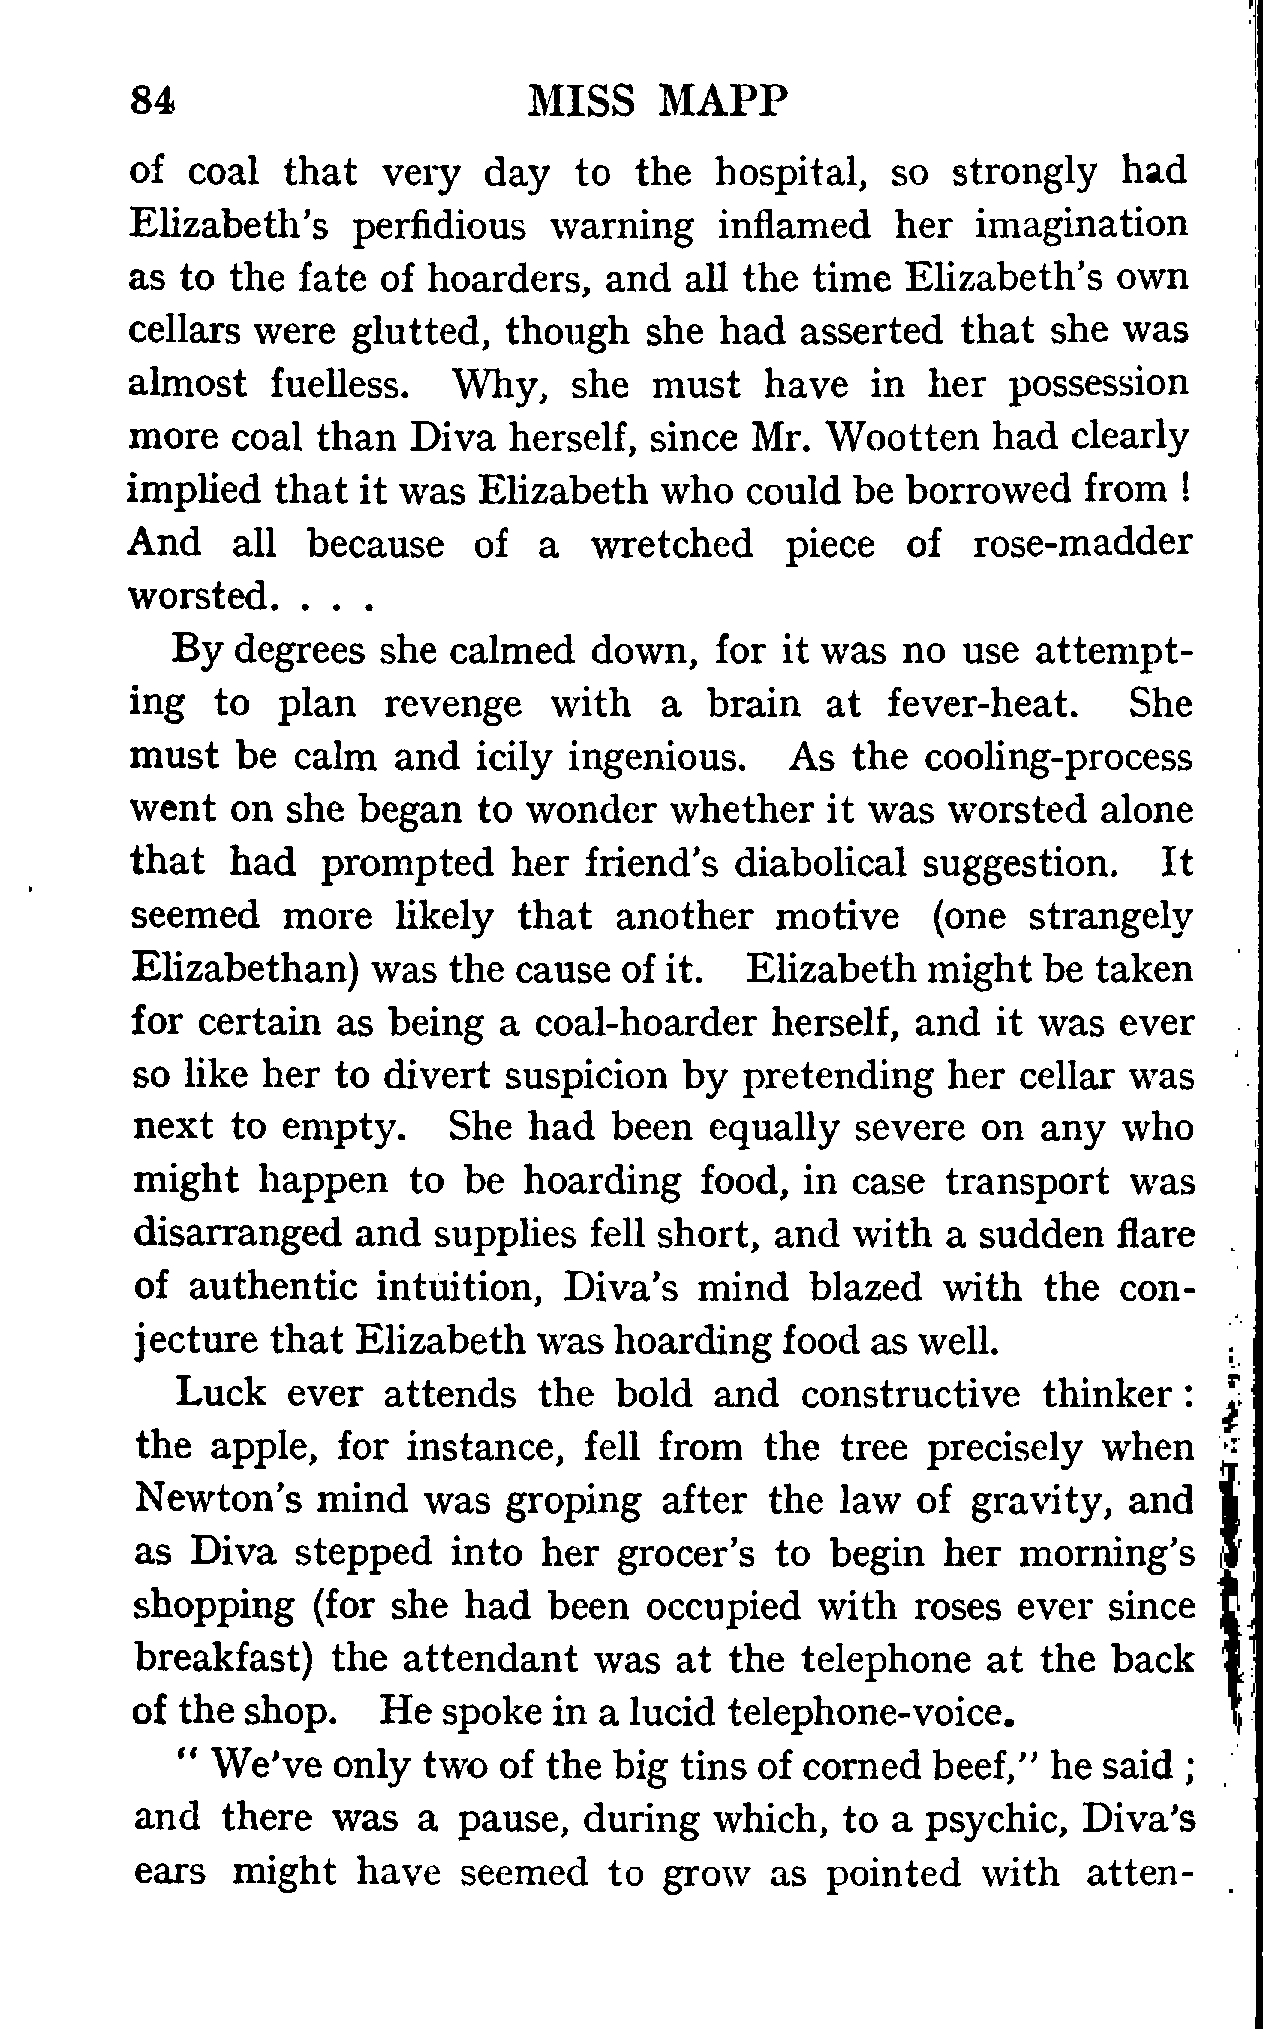 84 MISS MAPP
of coal that very day to the hospital, so strongly had
Elizabeth's perfidious warning inflamed her imagination
as to the fate of hoarders, and all the time Elizabeth's own
cellars were glutted, though she had asserted that she was
almost fuelless. Why, she must have in her possession
more coal than Diva herself, since Mr. Wootten had clearly
implied that it was Elizabeth who could be borrowed from !
And all because of a wretched piece of rose-madder
worsted. . . .
By degrees she calmed down, for it was no use attempt-
ing to plan revenge with a brain at fever-heat. She
must be calm and icily ingenious. As the cooling-process
went on she began to wonder whether it was worsted alone
that had prompted her friend's diabolical suggestion. It
seemed more likely that another motive (one strangely
Elizabethan) was the cause of it. Elizabeth might be taken
for certain as being a coal-hoarder herself, and it was ever
so like her to divert suspicion by pretending her cellar was
next to empty. She had been equally severe on any who
might happen to be hoarding food, in case transport was
disarranged and supplies fell short, and with a sudden flare
of authentic intuition, Diva's mind blazed with the con-
jecture that Elizabeth was hoarding food as well.
Luck ever attends the bold and constructive thinker :
the apple, for instance, fell from the tree precisely when
Newton's mind was groping after the law of gravity, and
as Diva stepped into her grocer's to begin her morning's
shopping (for she had been occupied with roses ever since
breakfast) the attendant was at the telephone at the back
of the shop. He spoke in a lucid telephone-voice.
" We've only two of the big tins of corned beef," he said ;
and there was a pause, during which, to a psychic, Diva's
ears might have seemed to grow as pointed with atten-